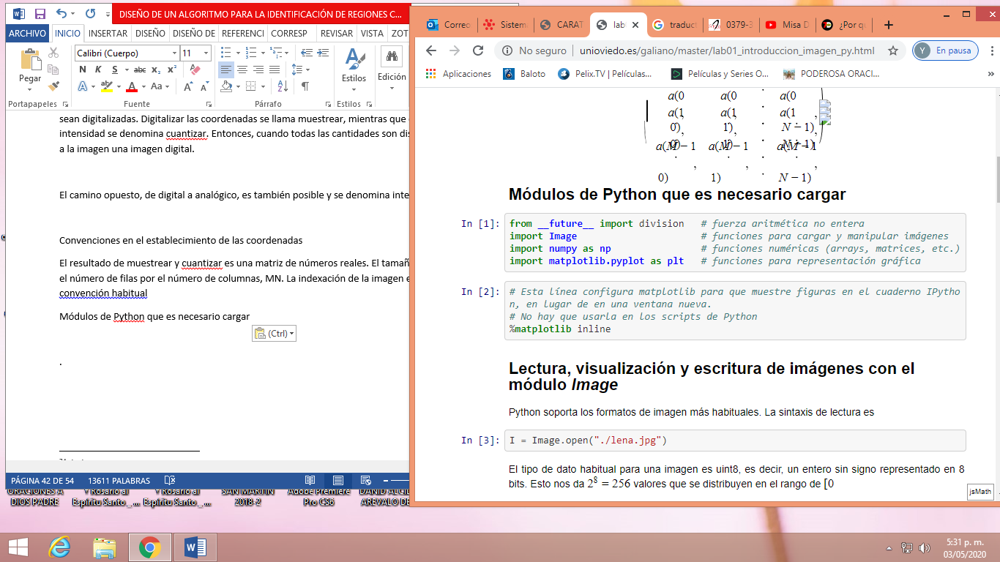 DISEÑO DE UN ALGORITMO PARA LA IDENTIFICACIÓN DE REGIONES C...
ARCHIVO INICIO INSERTAR DISEÑO DISEÑO DE REFERENCI CORRESP REVISAR VISTA ZOT
Pegar
Calibri (Cuerpo) 11
N K S abc x₂ x²
A ab A Aa A A
Estilos
Edición
Portapapeles Fuente Párrafo Estilos
sean digitalizadas. Digitalizar las coordenadas se llama muestrear, mientras que
intensidad se denomina cuantizar. Entonces, cuando todas las cantidades son dis
a la imagen una imagen digital.
El camino opuesto, de digital a analógico, es también posible y se denomina inte
Convenciones en el establecimiento de las coordenadas
El resultado de muestrear y cuantizar es una matriz de números reales. El tamañ
el número de filas por el número de columnas, MN. La indexación de la imagen e
convención habitual
Módulos de Python que es necesario cargar
(Ctrl)
.
PÁGINA 42 DE 54 13611 PALABRAS
ORACIONES A
DIOS PADRE
Y Rosario al
Espíritu Santo _ ...
Y Rosario al
Espíritu Santo _ ...
SAN MARTIN
2018-2
Adobe Premiere
Pro CS6
DANID ALCID
AREVALO DE
Correo Sistem CARAT lab traduct 0379-3 Misa D ¿Por qu
No seguro unioviedo.es/galiano/master/lab01_introduccion_imagen_py.html Y En pausa
Aplicaciones Baloto Pelix.TV | Películas... Películas y Series O... PODEROSA ORACI... »
a(0 a(0 a(0
a(1, a(1, a(1 ,
0), 1), N − 1),
a(M − 1 a(M − 1 a(M − 1
, , ,
0) 1) N − 1)
Módulos de Python que es necesario cargar
In [1]: from __future__ import division # fuerza aritmética no entera
import Image # funciones para cargar y manipular imágenes
import numpy as np # funciones numéricas (arrays, matrices, etc.)
import matplotlib.pyplot as plt # funciones para representación gráfica
In [2]: # Esta línea configura matplotlib para que muestre figuras en el cuaderno IPytho
n, en lugar de en una ventana nueva.
# No hay que usarla en los scripts de Python
%matplotlib inline
Lectura, visualización y escritura de imágenes con el
módulo Image
Python soporta los formatos de imagen más habituales. La sintaxis de lectura es
In [3]: I = Image.open("./lena.jpg")
El tipo de dato habitual para una imagen es uint8, es decir, un entero sin signo representado en 8
bits. Esto nos da 2⁸ = 256 valores que se distribuyen en el rango de [0
jsMath
5:31 p. m.
03/05/2020